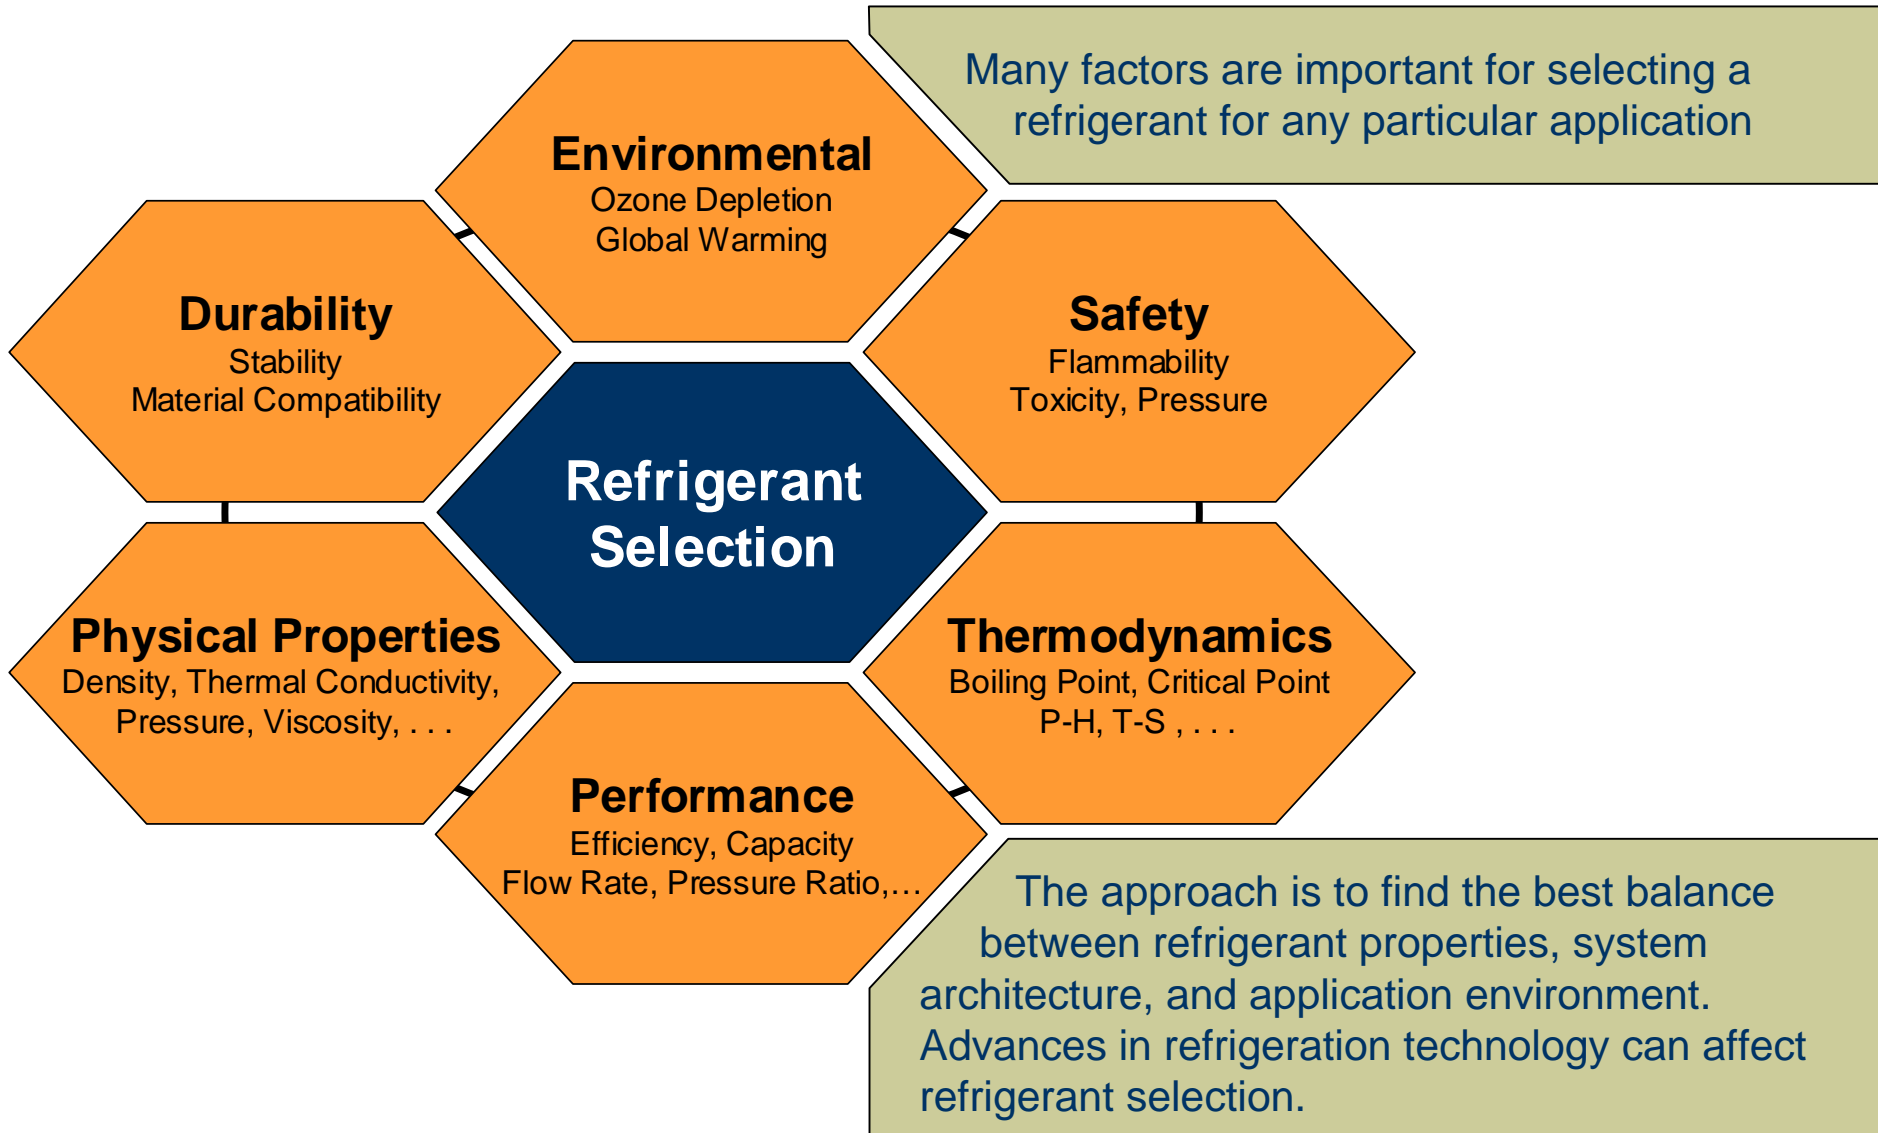 Many factors are important for selecting a
refrigerant for any particular application
Environmental
Ozone Depletion
Global Warming
Durability
Stability
Material Compatibility
Safety
Flammability
Toxicity, Pressure
Refrigerant
Selection
Physical Properties
Density, Thermal Conductivity,
Pressure, Viscosity, . . .
Thermodynamics
Boiling Point, Critical Point
P-H, T-S , . . .
Performance
Efficiency, Capacity
Flow Rate, Pressure Ratio,…
The approach is to find the best balance
between refrigerant properties, system
architecture, and application environment.
Advances in refrigeration technology can affect
refrigerant selection.